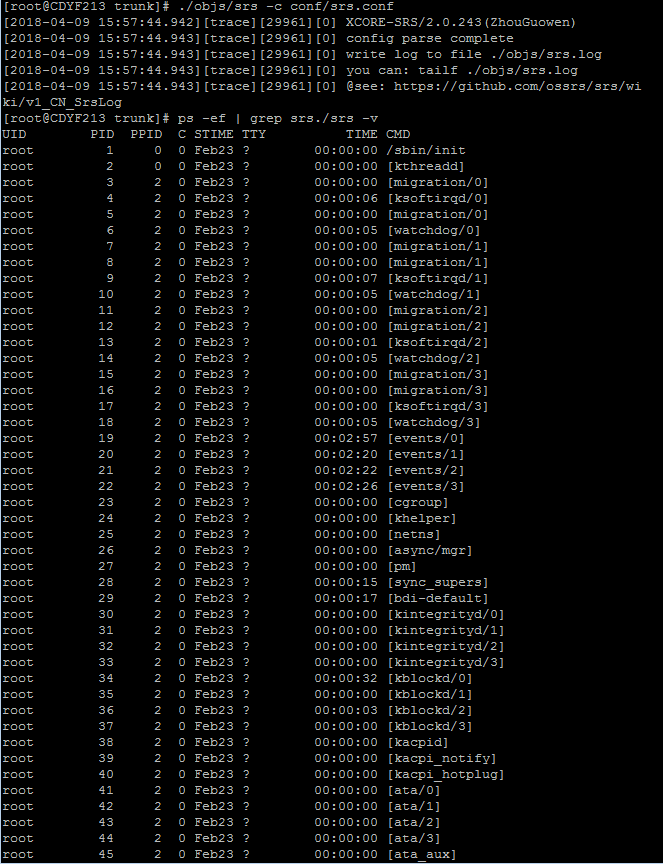 [root@CDYF213 trunk]# ./objs/srs -c conf/srs.conf
[2018-04-09 15:57:44.942][trace][29961][0] XCORE-SRS/2.0.243(ZhouGuowen)
[2018-04-09 15:57:44.943][trace][29961][0] config parse complete
[2018-04-09 15:57:44.943][trace][29961][0] write log to file ./objs/srs.log
[2018-04-09 15:57:44.943][trace][29961][0] you can: tailf ./objs/srs.log
[2018-04-09 15:57:44.943][trace][29961][0] @see: https://github.com/ossrs/srs/wi
ki/v1_CN_SrsLog
[root@CDYF213 trunk]# ps -ef | grep srs./srs -v
UID        PID  PPID  C STIME TTY          TIME CMD
root         1     0  0 Feb23 ?        00:00:00 /sbin/init
root         2     0  0 Feb23 ?        00:00:00 [kthreadd]
root         3     2  0 Feb23 ?        00:00:00 [migration/0]
root         4     2  0 Feb23 ?        00:00:06 [ksoftirqd/0]
root         5     2  0 Feb23 ?        00:00:00 [migration/0]
root         6     2  0 Feb23 ?        00:00:05 [watchdog/0]
root         7     2  0 Feb23 ?        00:00:00 [migration/1]
root         8     2  0 Feb23 ?        00:00:00 [migration/1]
root         9     2  0 Feb23 ?        00:00:07 [ksoftirqd/1]
root        10     2  0 Feb23 ?        00:00:05 [watchdog/1]
root        11     2  0 Feb23 ?        00:00:00 [migration/2]
root        12     2  0 Feb23 ?        00:00:00 [migration/2]
root        13     2  0 Feb23 ?        00:00:01 [ksoftirqd/2]
root        14     2  0 Feb23 ?        00:00:05 [watchdog/2]
root        15     2  0 Feb23 ?        00:00:00 [migration/3]
root        16     2  0 Feb23 ?        00:00:00 [migration/3]
root        17     2  0 Feb23 ?        00:00:00 [ksoftirqd/3]
root        18     2  0 Feb23 ?        00:00:05 [watchdog/3]
root        19     2  0 Feb23 ?        00:02:57 [events/0]
root        20     2  0 Feb23 ?        00:02:20 [events/1]
root        21     2  0 Feb23 ?        00:02:22 [events/2]
root        22     2  0 Feb23 ?        00:02:26 [events/3]
root        23     2  0 Feb23 ?        00:00:00 [cgroup]
root        24     2  0 Feb23 ?        00:00:00 [khelper]
root        25     2  0 Feb23 ?        00:00:00 [netns]
root        26     2  0 Feb23 ?        00:00:00 [async/mgr]
root        27     2  0 Feb23 ?        00:00:00 [pm]
root        28     2  0 Feb23 ?        00:00:15 [sync_supers]
root        29     2  0 Feb23 ?        00:00:17 [bdi-default]
root        30     2  0 Feb23 ?        00:00:00 [kintegrityd/0]
root        31     2  0 Feb23 ?        00:00:00 [kintegrityd/1]
root        32     2  0 Feb23 ?        00:00:00 [kintegrityd/2]
root        33     2  0 Feb23 ?        00:00:00 [kintegrityd/3]
root        34     2  0 Feb23 ?        00:00:32 [kblockd/0]
root        35     2  0 Feb23 ?        00:00:00 [kblockd/1]
root        36     2  0 Feb23 ?        00:00:03 [kblockd/2]
root        37     2  0 Feb23 ?        00:00:00 [kblockd/3]
root        38     2  0 Feb23 ?        00:00:00 [kacpid]
root        39     2  0 Feb23 ?        00:00:00 [kacpi_notify]
root        40     2  0 Feb23 ?        00:00:00 [kacpi_hotplug]
root        41     2  0 Feb23 ?        00:00:00 [ata/0]
root        42     2  0 Feb23 ?        00:00:00 [ata/1]
root        43     2  0 Feb23 ?        00:00:00 [ata/2]
root        44     2  0 Feb23 ?        00:00:00 [ata/3]
root        45     2  0 Feb23 ?        00:00:00 [ata_aux]